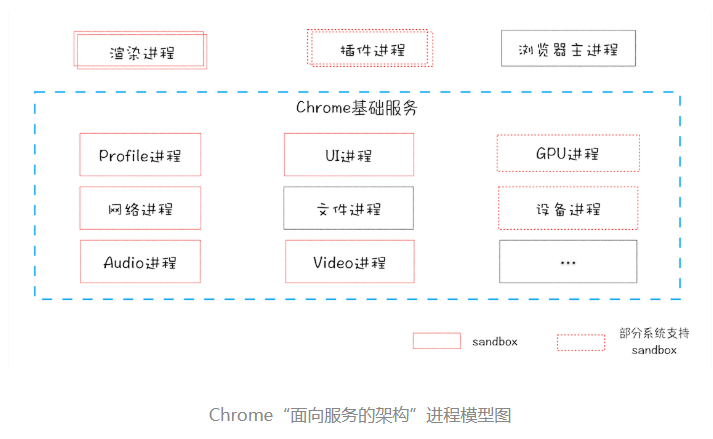 渲染进程 插件进程 浏览器主进程
Chrome基础服务
Profile进程 UI进程 GPU进程
网络进程 文件进程 设备进程
Audio进程 Video进程 ...
sandbox
部分系统支持
sandbox
Chrome“面向服务的架构”进程模型图